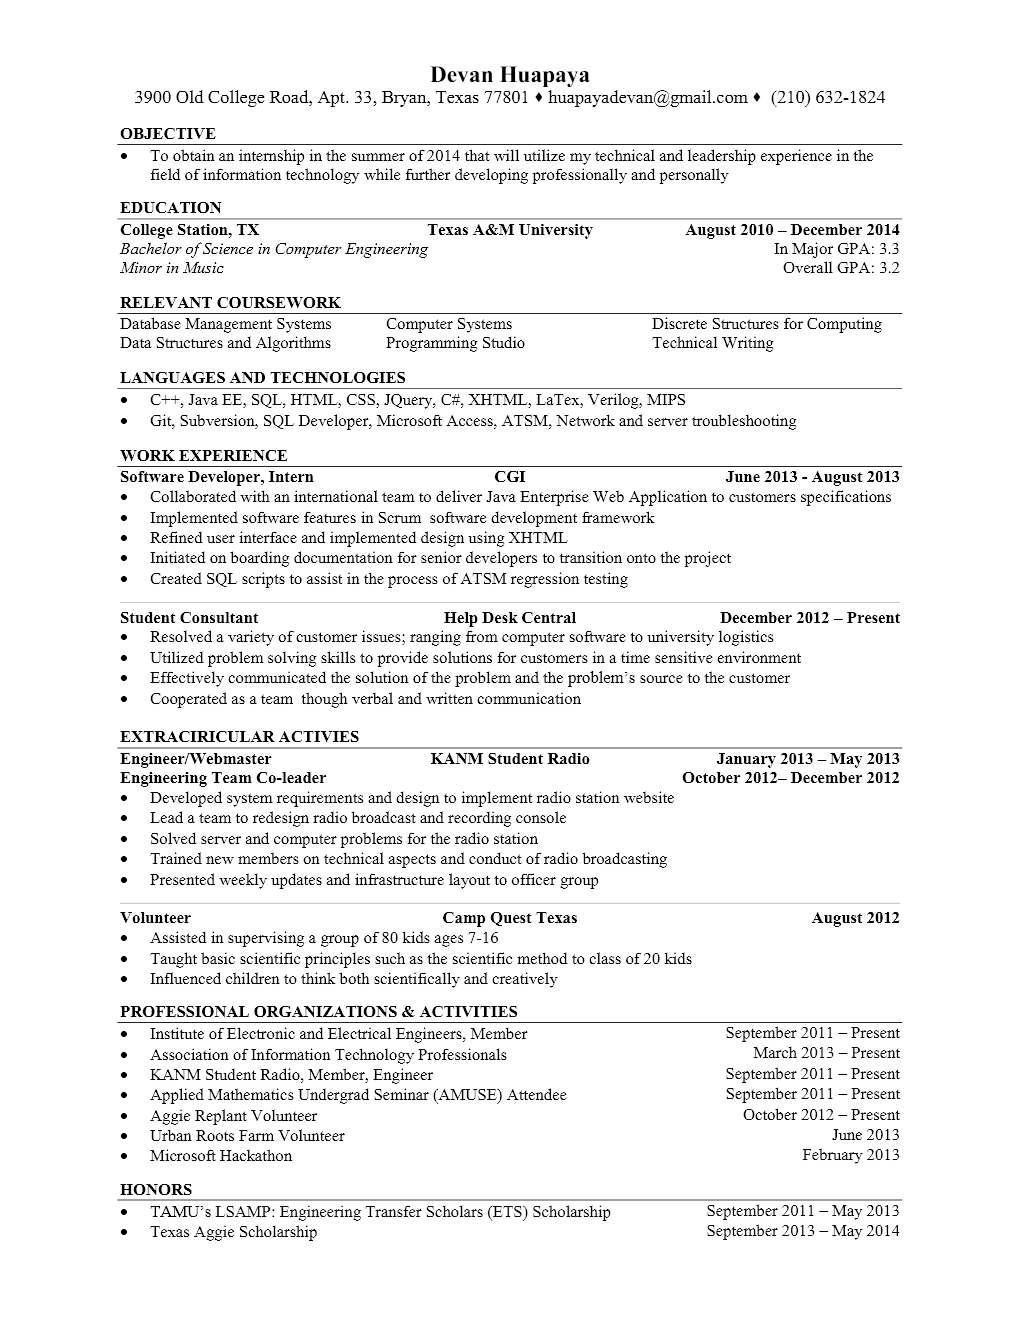 Devan Huapaya
3900 Old College Road, Apt. 33, Bryan, Texas 77801 ♦ huapayadevan@gmail.com ♦ (210) 632-1824
OBJECTIVE
• To obtain an internship in the summer of 2014 that will utilize my technical and leadership experience in the
field of information technology while further developing professionally and personally
EDUCATION
College Station, TX Texas A&M University August 2010 – December 2014
Bachelor of Science in Computer Engineering In Major GPA: 3.3
Minor in Music Overall GPA: 3.2
RELEVANT COURSEWORK
Database Management Systems Computer Systems Discrete Structures for Computing
Data Structures and Algorithms Programming Studio Technical Writing
LANGUAGES AND TECHNOLOGIES
• C++, Java EE, SQL, HTML, CSS, JQuery, C#, XHTML, LaTex, Verilog, MIPS
• Git, Subversion, SQL Developer, Microsoft Access, ATSM, Network and server troubleshooting
WORK EXPERIENCE
Software Developer, Intern CGI June 2013 - August 2013
• Collaborated with an international team to deliver Java Enterprise Web Application to customers specifications
• Implemented software features in Scrum software development framework
• Refined user interface and implemented design using XHTML
• Initiated on boarding documentation for senior developers to transition onto the project
• Created SQL scripts to assist in the process of ATSM regression testing
Student Consultant Help Desk Central December 2012 – Present
• Resolved a variety of customer issues; ranging from computer software to university logistics
• Utilized problem solving skills to provide solutions for customers in a time sensitive environment
• Effectively communicated the solution of the problem and the problem’s source to the customer
• Cooperated as a team though verbal and written communication
EXTRACIRICULAR ACTIVIES
Engineer/Webmaster KANM Student Radio January 2013 – May 2013
Engineering Team Co-leader October 2012– December 2012
• Developed system requirements and design to implement radio station website
• Lead a team to redesign radio broadcast and recording console
• Solved server and computer problems for the radio station
• Trained new members on technical aspects and conduct of radio broadcasting
• Presented weekly updates and infrastructure layout to officer group
Volunteer Camp Quest Texas August 2012
• Assisted in supervising a group of 80 kids ages 7-16
• Taught basic scientific principles such as the scientific method to class of 20 kids
• Influenced children to think both scientifically and creatively
PROFESSIONAL ORGANIZATIONS & ACTIVITIES
• Institute of Electronic and Electrical Engineers, Member September 2011 – Present
• Association of Information Technology Professionals March 2013 – Present
• KANM Student Radio, Member, Engineer September 2011 – Present
• Applied Mathematics Undergrad Seminar (AMUSE) Attendee September 2011 – Present
• Aggie Replant Volunteer October 2012 – Present
• Urban Roots Farm Volunteer June 2013
• Microsoft Hackathon February 2013
HONORS
• TAMU’s LSAMP: Engineering Transfer Scholars (ETS) Scholarship September 2011 – May 2013
• Texas Aggie Scholarship September 2013 – May 2014